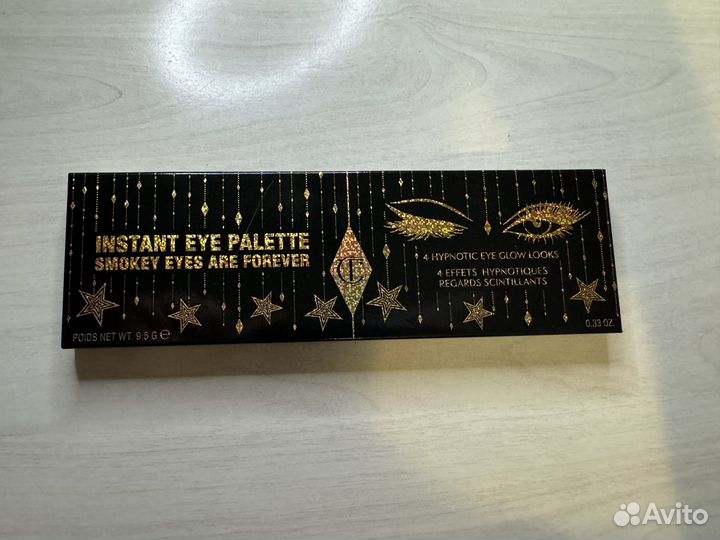 INSTANT EYE PALETTE
SMOKEY EYES ARE FOREVER
POIDS NET WT. 9.5 G e
CT
4 HYPNOTIC EYE GLOW LOOKS
4 EFFETS HYPNOTIQUES
REGARDS SCINTILLANTS
0.33 OZ.
Avito